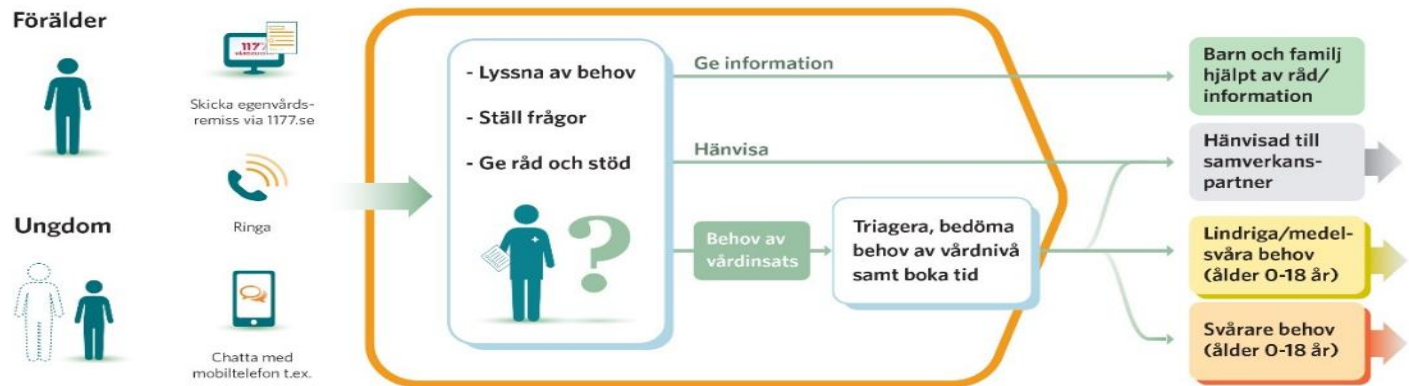 Förälder
1177
Skicka egenvårds-
remiss via 1177.se
Ringa
Ungdom
Chatta med
mobiltelefon t.ex.
- Lyssna av behov
- Ställ frågor
- Ge råd och stöd
?
Ge information
Hänvisa
Behov av
vårdinsats
Triagera, bedöma
behov av vårdnivå
samt boka tid
Barn och familj
hjälpt av råd/
information
Hänvisad till
samverkans-
partner
Lindriga/medel-
svåra behov
(ålder 0-18 år)
Svårare behov
(ålder 0-18 år)